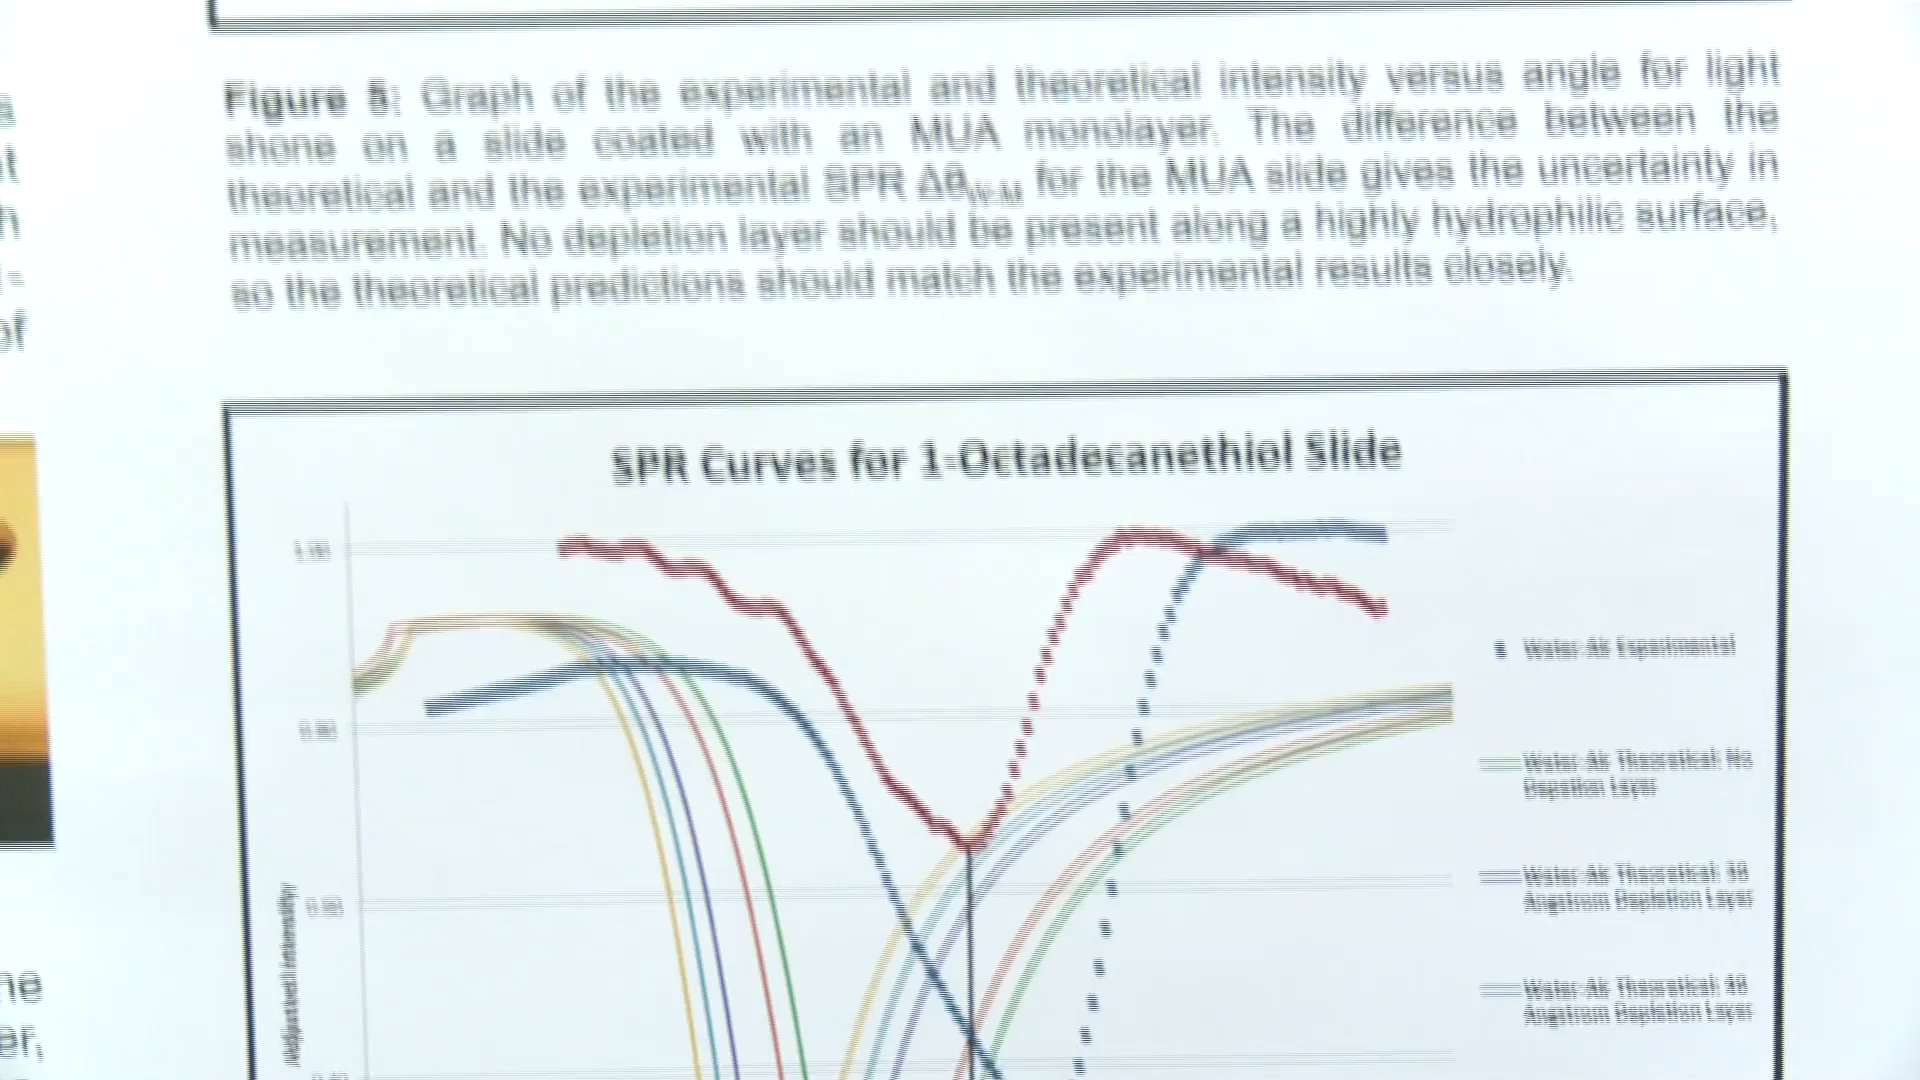 Figure 5: Graph of the experimental and theoretical intensity versus angle for light
shone on a slide coated with an MUA monolayer. The difference between the
theoretical and the experimental SPR Δθ for the MUA slide gives the uncertainty in
measurement. No depletion layer should be present along a highly hydrophilic surface,
so the theoretical predictions should match the experimental results closely.
SPR Curves for 1-Octadecanethiol Slide
Water-Air Experimental
Water-Air Theoretical: No
Depletion Layer
Water-Air Theoretical:
Angstrom Depletion Layer
Water-Air Theoretical:
Angstrom Depletion Layer
Adjusted Intensity
of